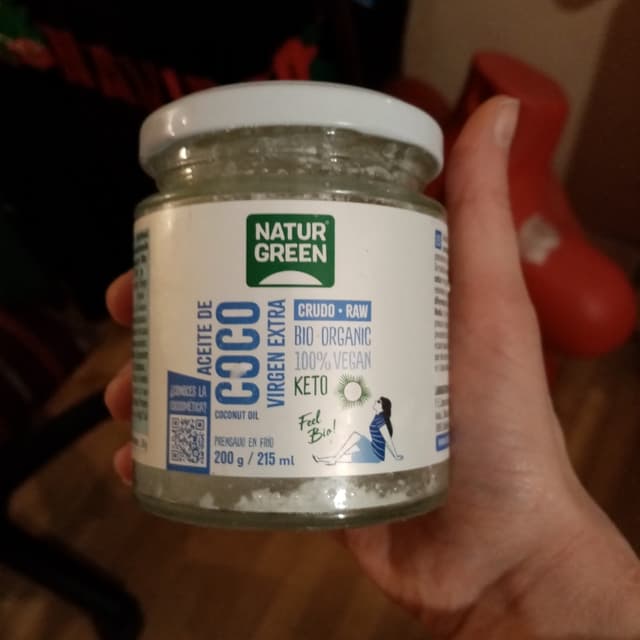 NATUR
GREEN
ACEITE DE
COCO
VIRGEN EXTRA
COCONUT OIL
CRUDO • RAW
BIO • ORGANIC
100% VEGAN
KETO
Feel
Bio!
¿CONOCES LA
PRENSADO EN FRÍO
200 g / 215 ml